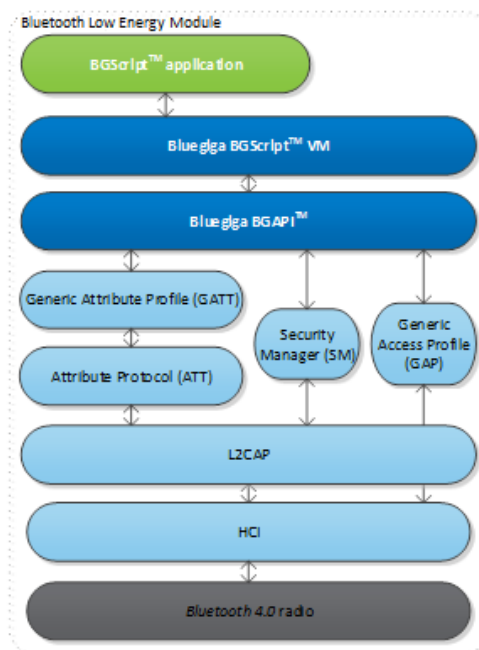 Bluetooth Low Energy Module
BGScript™ application
Bluegiga BGScript™ VM
Bluegiga BGAPI™
Generic Attribute Profile (GATT)
Security
Manager (SM)
Generic
Access Profile
(GAP)
Attribute Protocol (ATT)
L2CAP
HCI
Bluetooth 4.0 radio